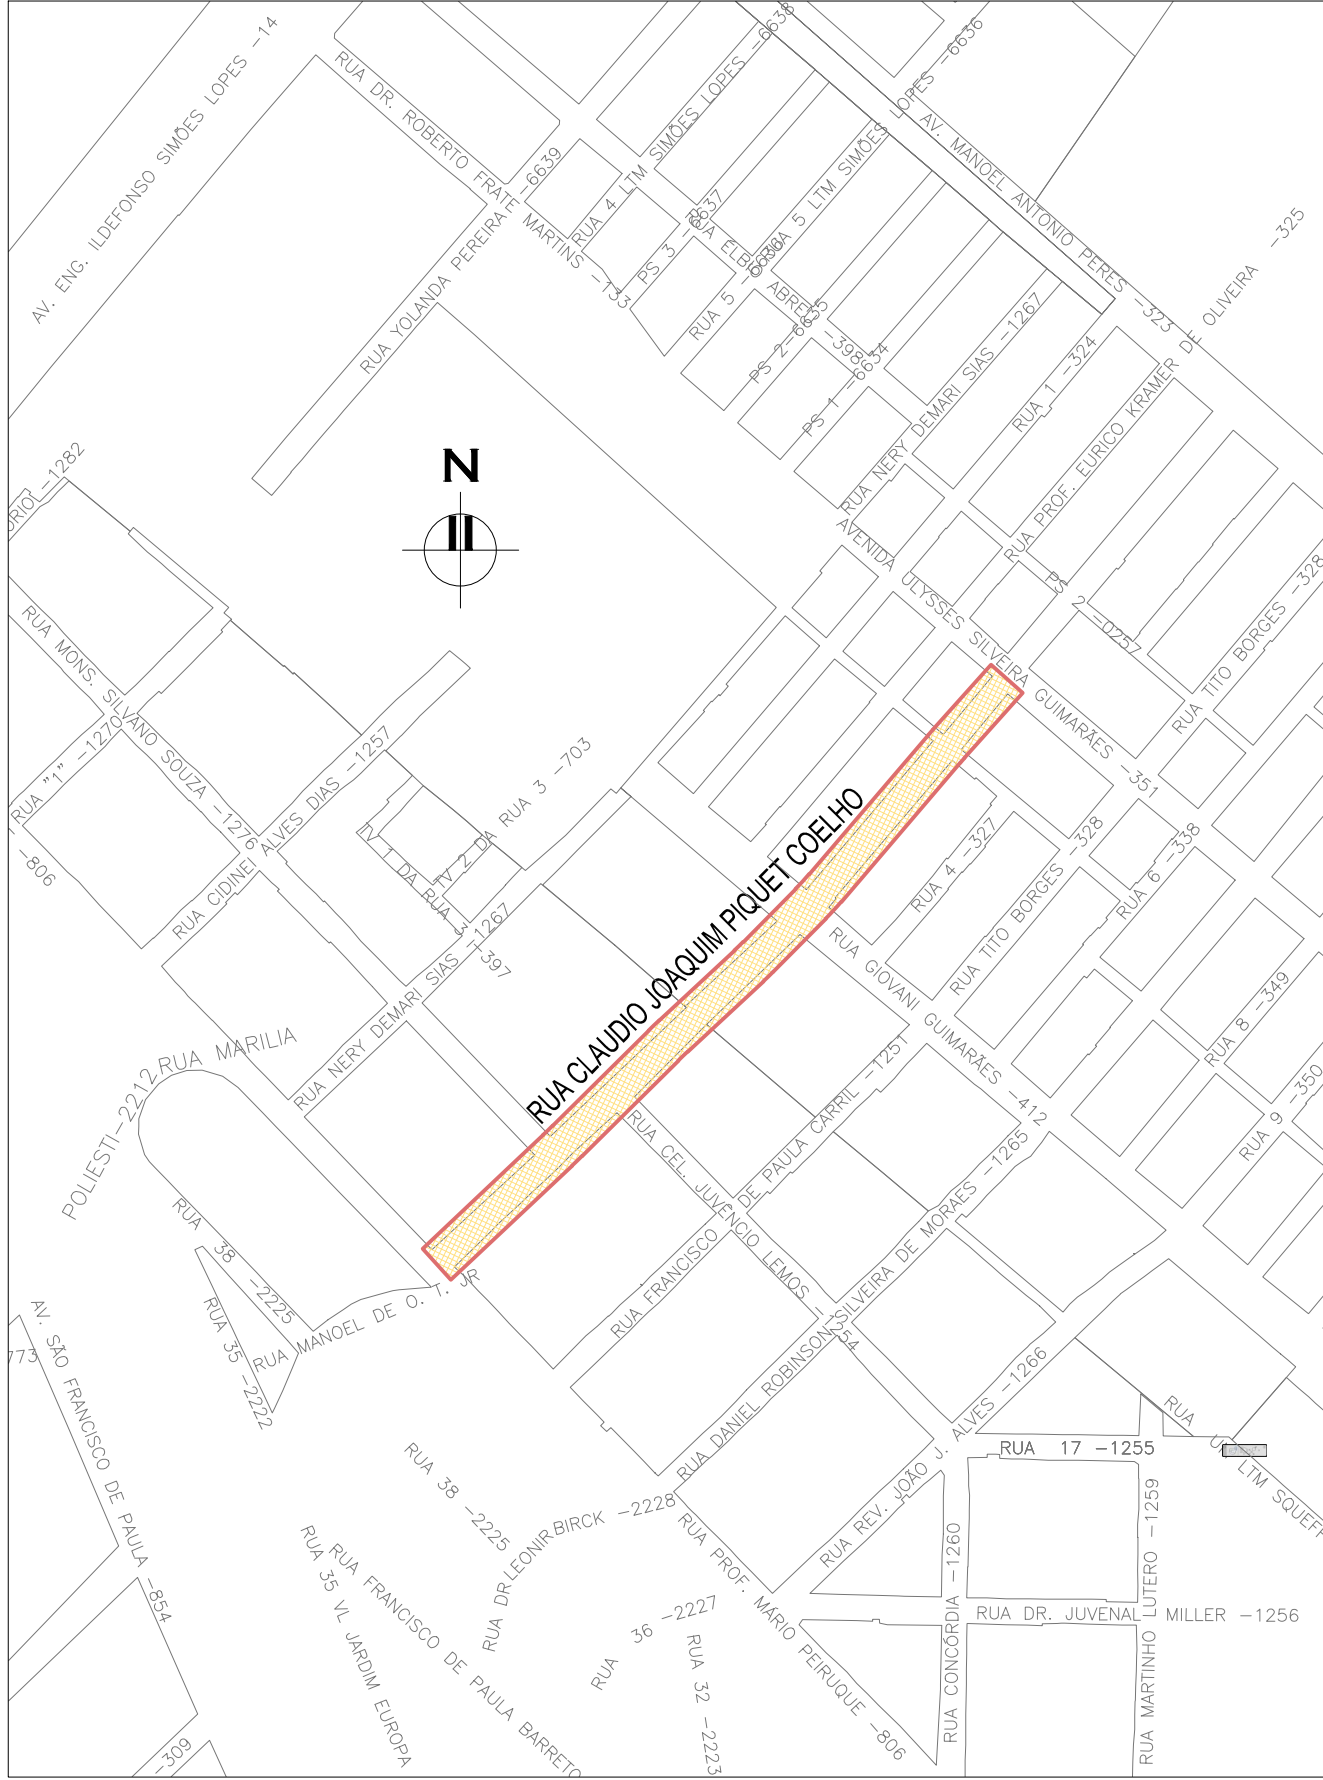 AV. ENG. ILDEFONSO SIMÕES LOPES -14
RUA DR. ROBERTO FRATE MARTINS -133
RUA YOLANDA PEREIRA -6639
RUA 4 LTM SIMÕES LOPES -6638
PS 3 -6637
RUA 5 LTM SIMÕES LOPES -6636
RUA 5 -6636
ABREU -398
PS 2-6635
PS 1 -6634
AV. MANOEL ANTONIO PERES -323
RUA NERY DEMARI SIAS -1267
RUA 1 -324
RUA PROF. EURICO KRAMER DE OLIVEIRA -325
-1282
N
AVENIDA ULYSSES SILVEIRA GUIMARÃES -351
PS 2 -0257
RUA TITO BORGES -328
RUA MONS. SILVANO SOUZA -1276
RUA "1" -1270
-806
RUA CIDINEI ALVES DIAS -1257
TV 1 DA RUA 3 -397
TV 2 DA RUA 3 -703
RUA NERY DEMARI SIAS -1267
RUA CLAUDIO JOAQUIM PIQUET COELHO
RUA 4 -327
RUA TITO BORGES -328
RUA 6 -338
RUA GIOVANI GUIMARÃES -412
RUA 8 -349
RUA 9 -350
RUA MARILIA
POLIESTI-2212
RUA 38 -2225
RUA 35 -2222
RUA MANOEL DE O. T. JR
RUA CEL. JUVENCIO LEMOS -1254
RUA FRANCISCO DE PAULA CARRIL -1251
RUA DANIEL ROBINSON SILVEIRA DE MORAES -1265
AV. SÃO FRANCISCO DE PAULA -854
773
RUA REV. JOÃO J. ALVES -1266
RUA 17 -1255
RUA
LTM
RUA 38 -2225
RUA DR LEONIR BIRCK -2228
RUA PROF. MÁRIO PEIRUQUE -806
RUA CONCÓRDIA -1260
RUA MARTINHO LUTERO -1259
RUA DR. JUVENAL MILLER -1256
RUA 35 VL JARDIM EUROPA
RUA FRANCISCO DE PAULA BARRETO
RUA 36 -2227
RUA 32 -2223
-309